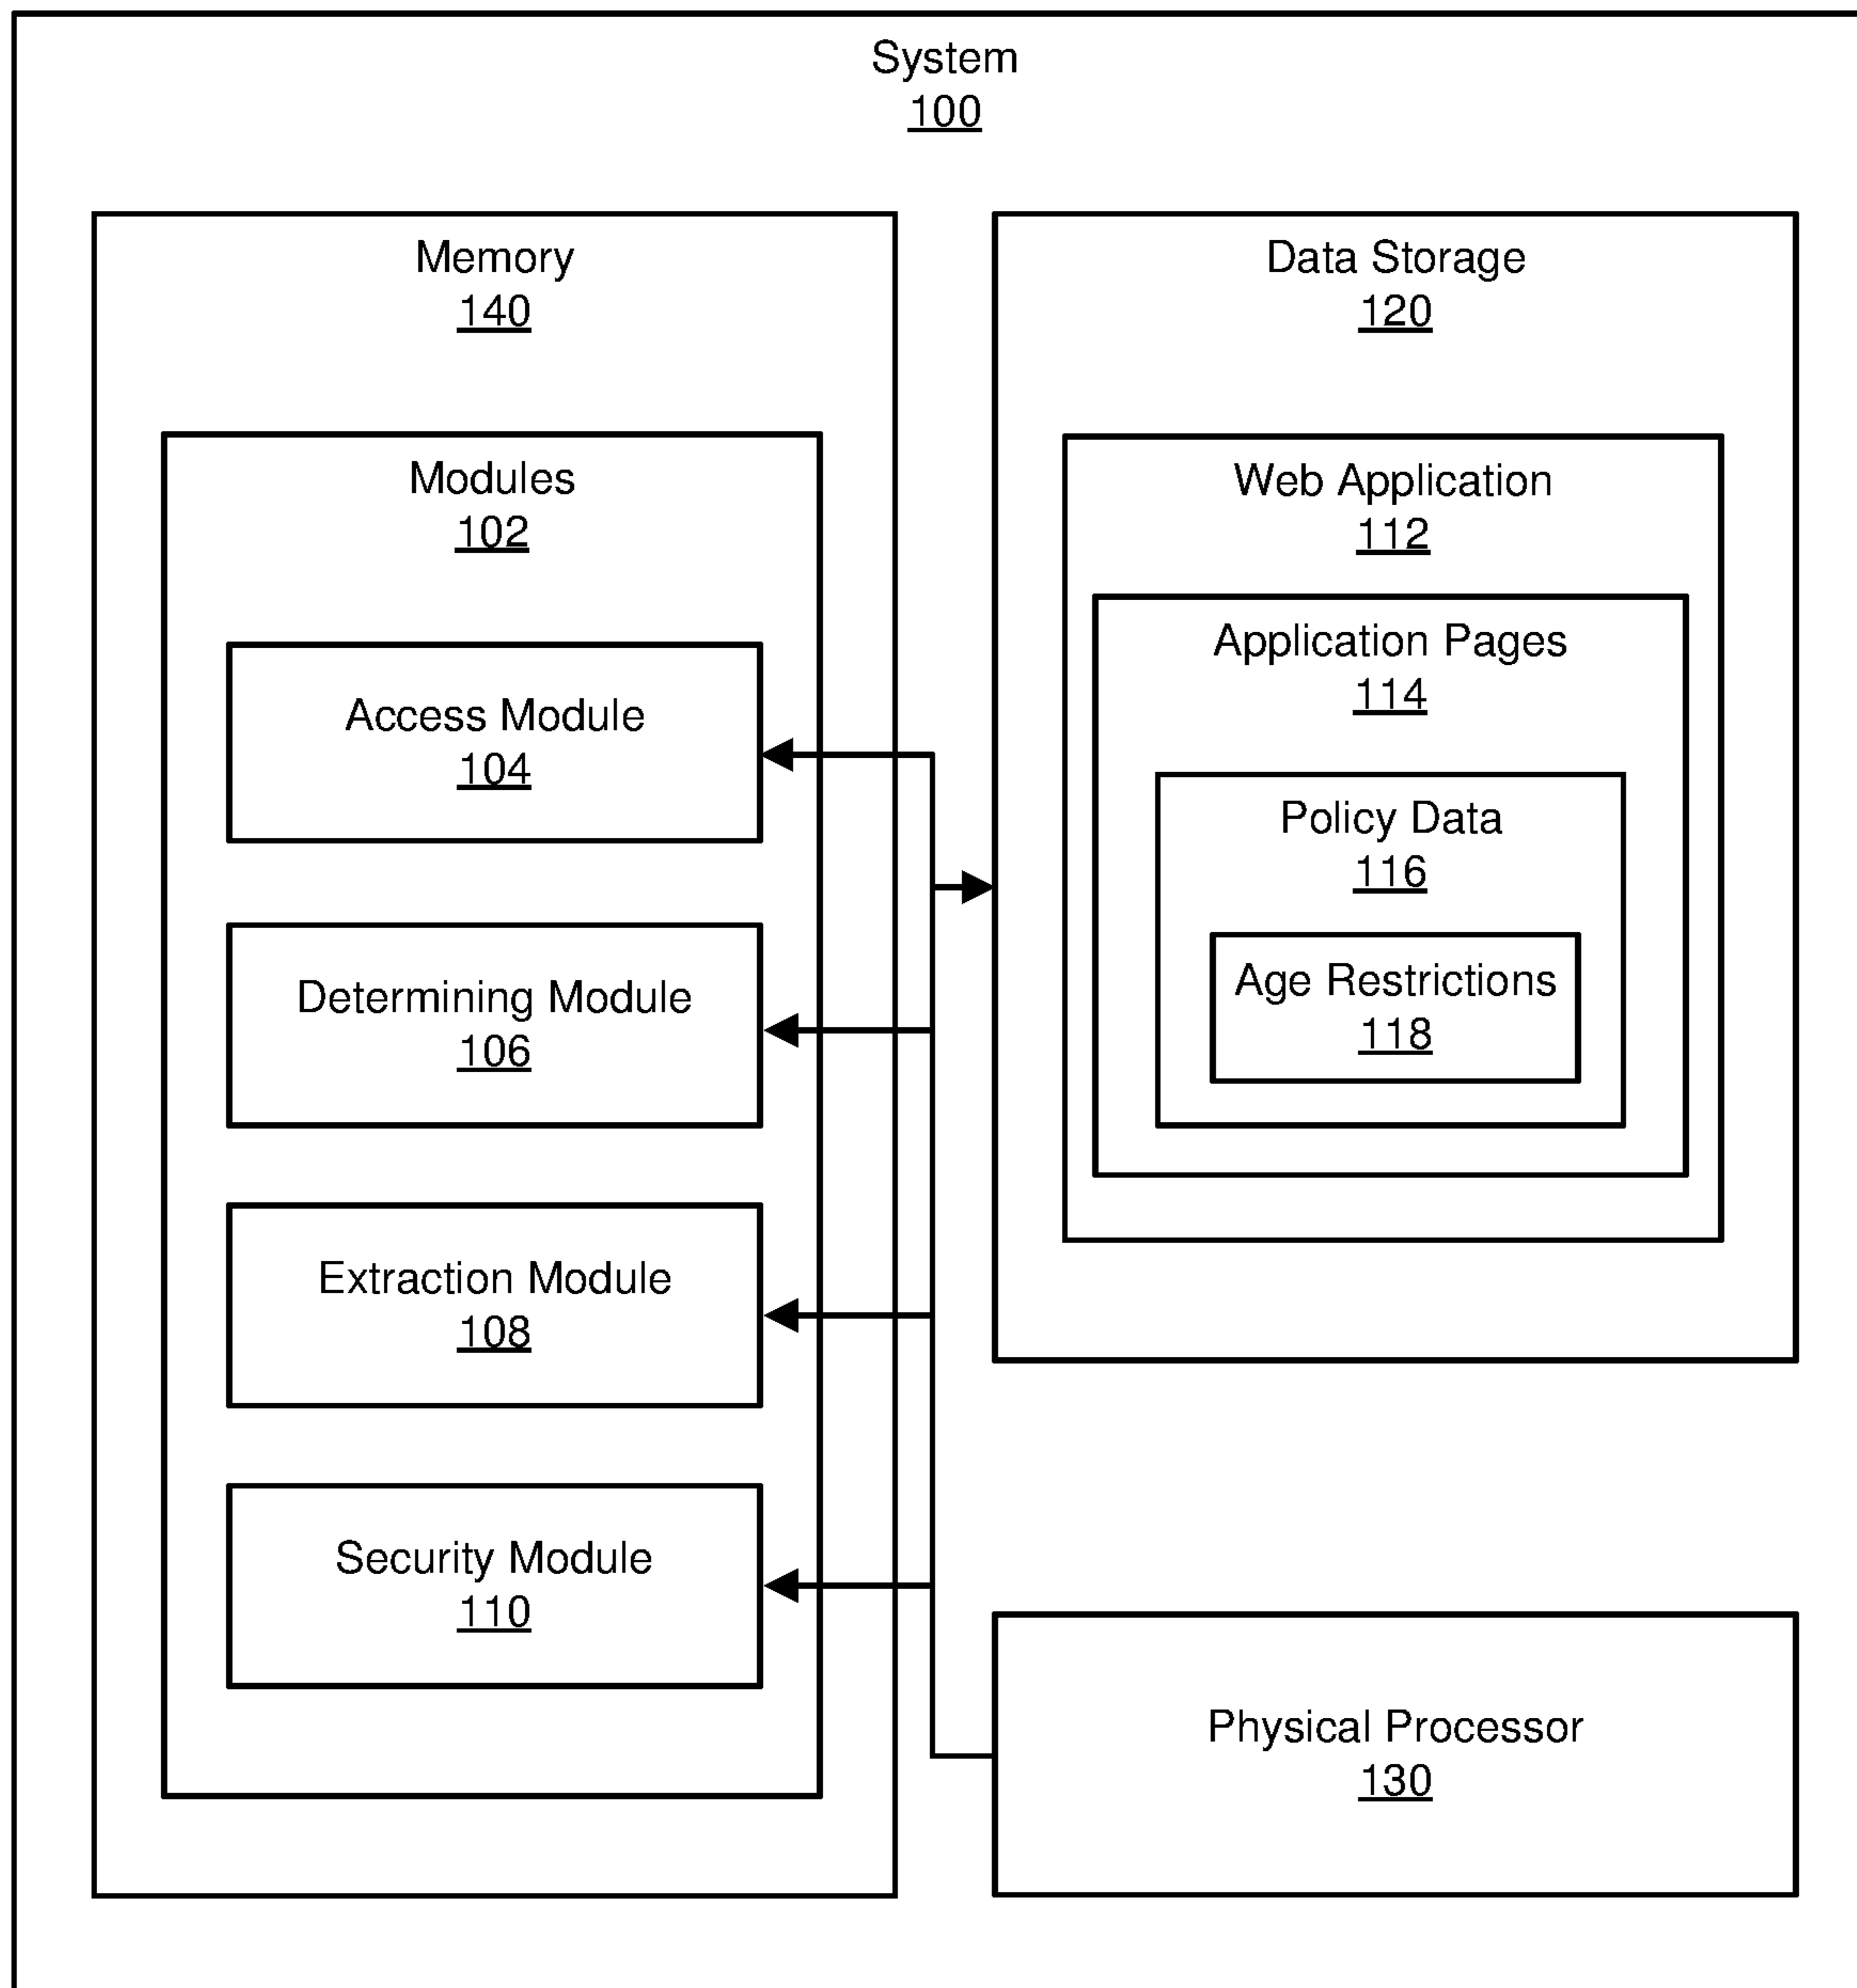 System
100
Memory
140
Modules
102
Access Module
104
Determining Module
106
Extraction Module
108
Security Module
110
Data Storage
120
Web Application
112
Application Pages
114
Policy Data
116
Age Restrictions
118
Physical Processor
130